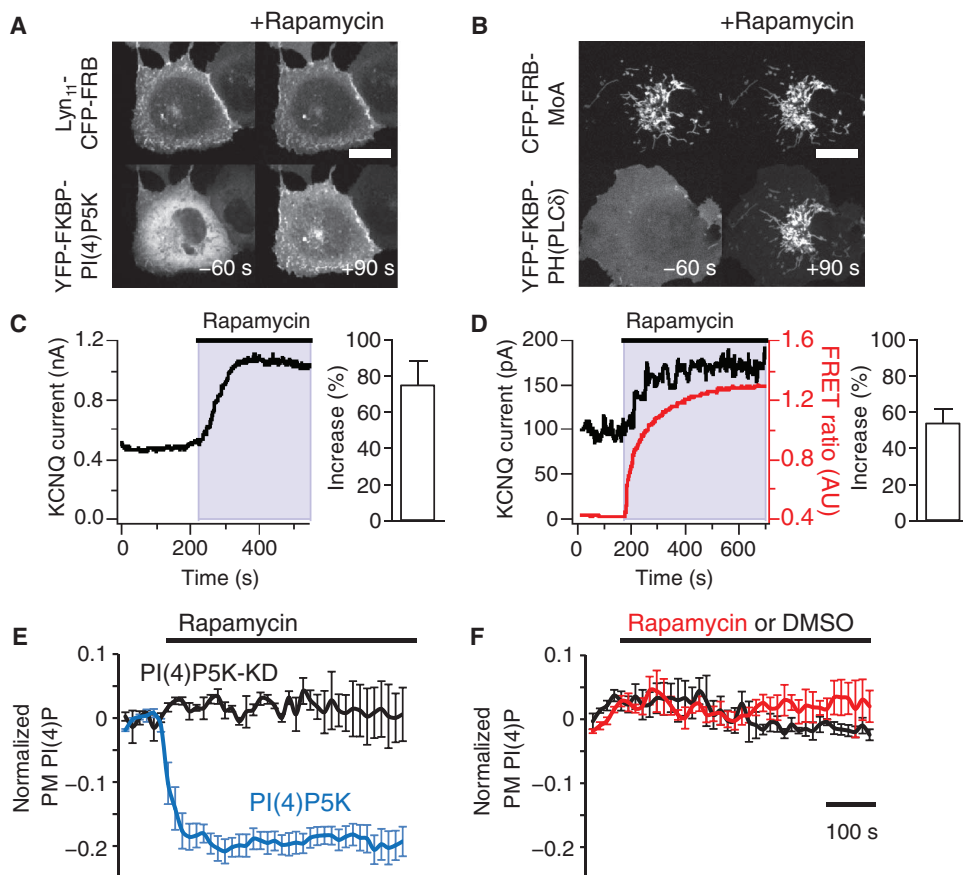 A
+Rapamycin
Lyn11-
CFP-FRB
YFP-FKBP-
PI(4)P5K
−60 s
+90 s
B
+Rapamycin
CFP-FRB-
MoA
YFP-FKBP-
PH(PLCδ)
−60 s
+90 s
C
Rapamycin
KCNQ current (nA)
1.2
0.8
0.4
0.0
0
200
400
Time (s)
Increase (%)
100
80
60
40
20
0
D
Rapamycin
KCNQ current (pA)
200
150
100
50
0
0
200
400
600
Time (s)
1.6
1.2
0.8
0.4
FRET ratio (AU)
Increase (%)
100
80
60
40
20
0
E
Rapamycin
Normalized
PM PI(4)P
0.1
0
−0.1
−0.2
PI(4)P5K-KD
PI(4)P5K
F
Rapamycin or DMSO
Normalized
PM PI(4)P
0.1
0
−0.1
−0.2
100 s